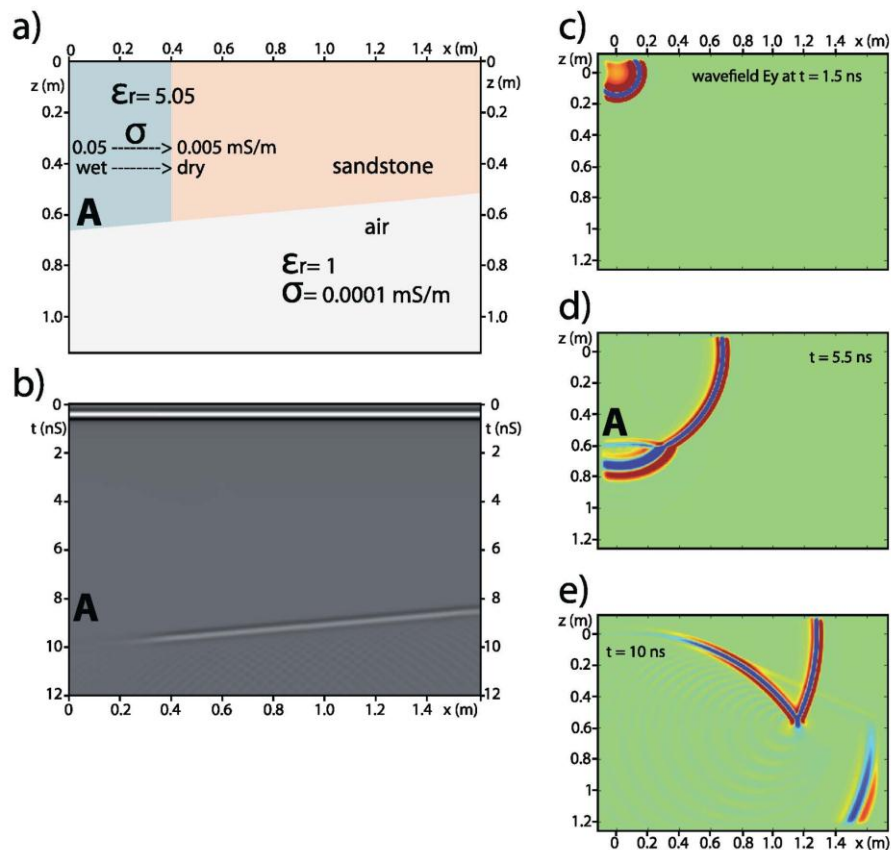 a)
x (m)
0 0.2 0.4 0.6 0.8 1.0 1.2 1.4
0
z (m)
0.2
0.4
0.6
0.8
1.0
0
z (m)
0.2
0.4
0.6
0.8
1.0
εr= 5.05
σ
0.05 ------> 0.005 mS/m
wet ------> dry
A
sandstone
air
εr= 1
σ= 0.0001 mS/m
b)
0
t (nS)
2
4
6
8
10
12
0
t (nS)
2
4
6
8
10
12
A
0 0.2 0.4 0.6 0.8 1.0 1.2 x (m)
c)
0 0.2 0.4 0.6 0.8 1.0 1.2 1.4 x (m)
z (m)
0
0.2
0.4
0.6
0.8
1
1.2
wavefield Ey at t = 1.5 ns
d)
z (m)
0
0.2
0.4
0.6
0.8
1
1.2
t = 5.5 ns
A
e)
z (m)
0
0.2
0.4
0.6
0.8
1
1.2
t = 10 ns
0 0.2 0.4 0.6 0.8 1.0 1.2 1.4 x (m)